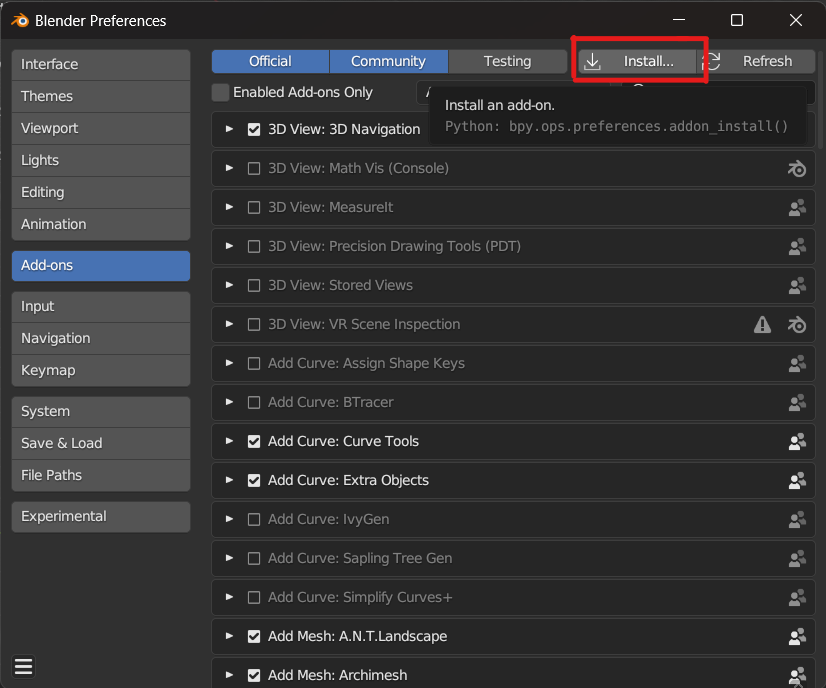 Blender Preferences
Interface
Themes
Viewport
Lights
Editing
Animation
Add-ons
Input
Navigation
Keymap
System
Save & Load
File Paths
Experimental
Official Community Testing Install... Refresh
Enabled Add-ons Only
Install an add-on.
Python: bpy.ops.preferences.addon_install()
3D View: 3D Navigation
3D View: Math Vis (Console)
3D View: MeasureIt
3D View: Precision Drawing Tools (PDT)
3D View: Stored Views
3D View: VR Scene Inspection
Add Curve: Assign Shape Keys
Add Curve: BTracer
Add Curve: Curve Tools
Add Curve: Extra Objects
Add Curve: IvyGen
Add Curve: Sapling Tree Gen
Add Curve: Simplify Curves+
Add Mesh: A.N.T.Landscape
Add Mesh: Archimesh